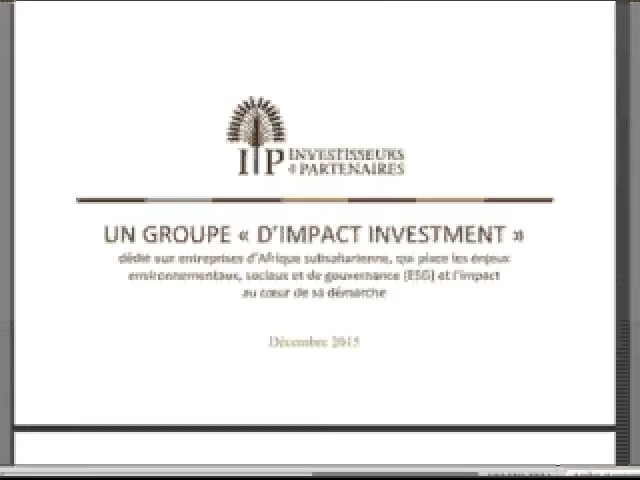 I&P INVESTISSEURS
& PARTENAIRES
UN GROUPE « D'IMPACT INVESTMENT »
dédié aux entreprises d'Afrique subsaharienne, qui place les enjeux
environnementaux, sociaux et de gouvernance (ESG) et l'impact
au cœur de sa démarche
Décembre 2015